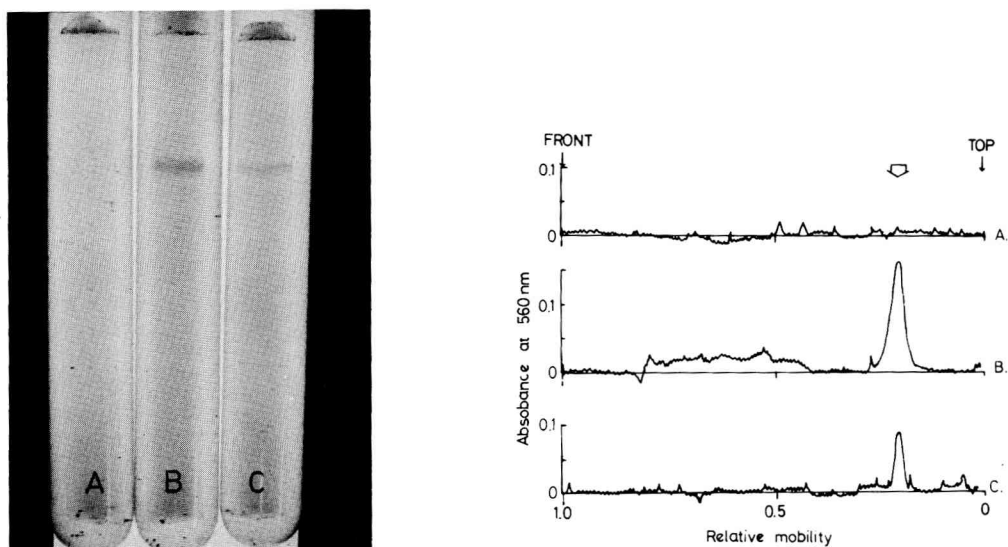 A B C
FRONT
TOP
0.1
0
A.
0.1
0
B.
0.1
0
C.
1.0 0.5 0
Relative mobility
Absobance at 560 nm